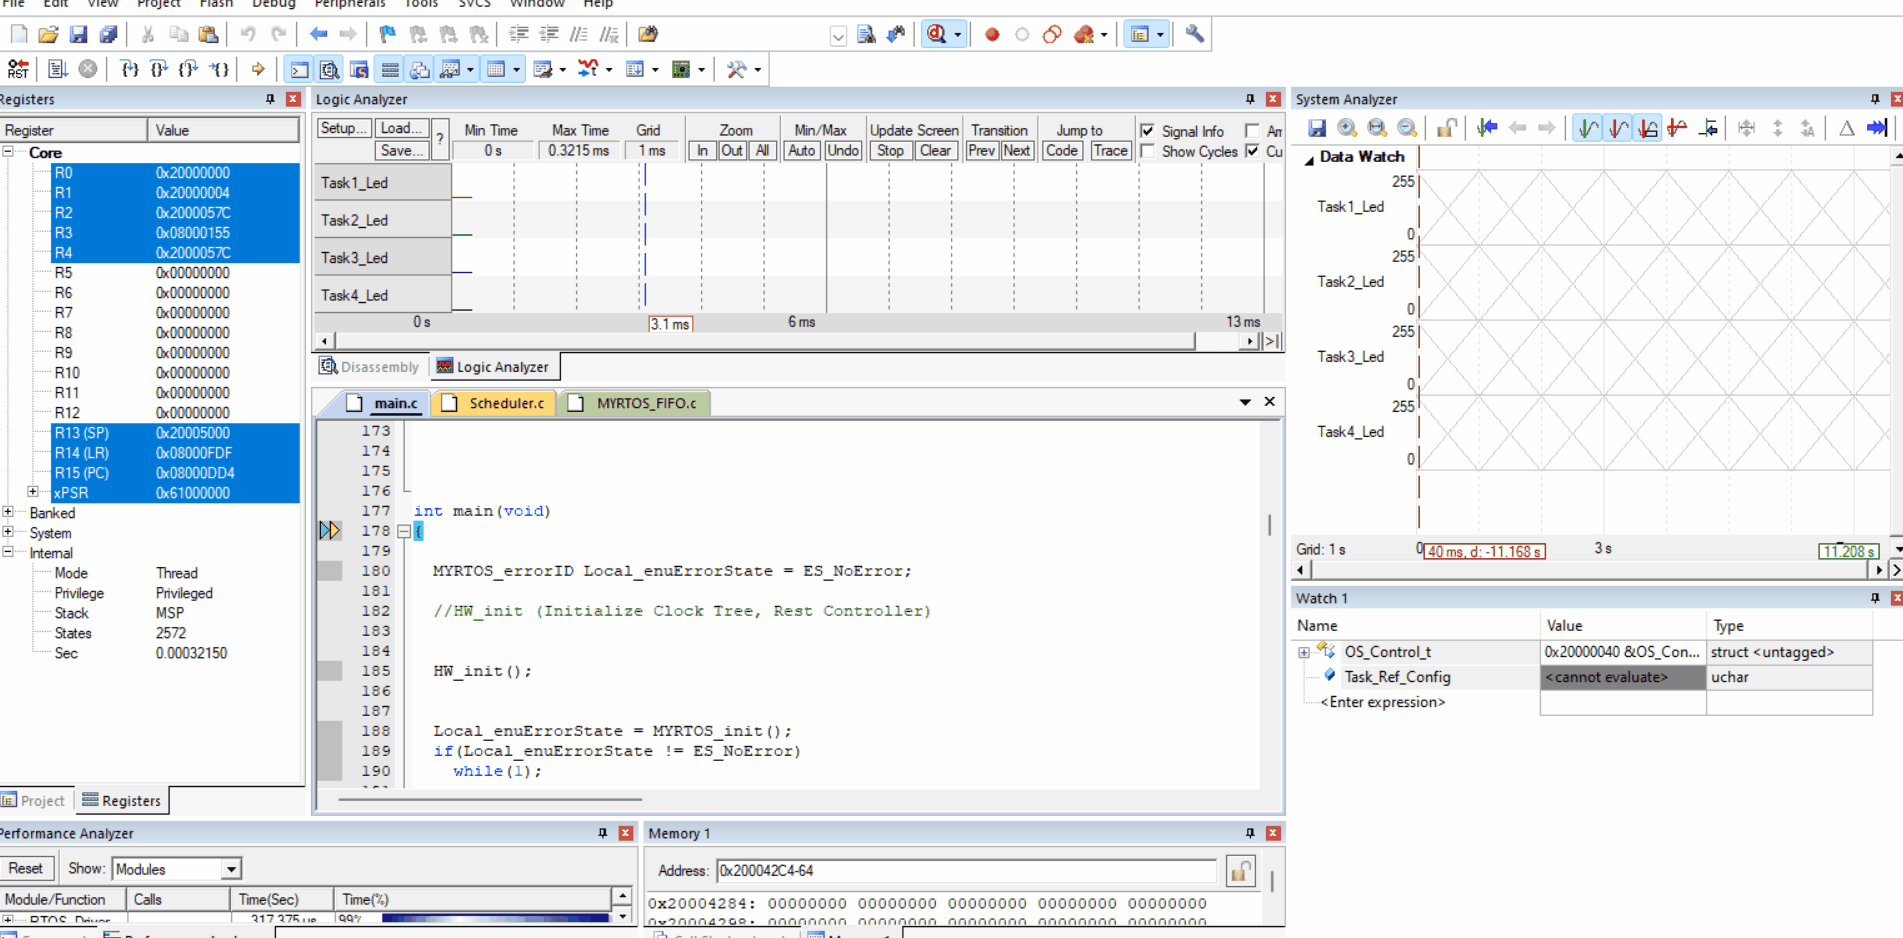 File Edit View Project Flash Debug Peripherals Tools SVCS Window Help
RST
Registers
Register Value
Core
R0 0x20000000
R1 0x20000004
R2 0x2000057C
R3 0x08000155
R4 0x2000057C
R5 0x00000000
R6 0x00000000
R7 0x00000000
R8 0x00000000
R9 0x00000000
R10 0x00000000
R11 0x00000000
R12 0x00000000
R13 (SP) 0x20005000
R14 (LR) 0x08000FDF
R15 (PC) 0x08000DD4
xPSR 0x61000000
Banked
System
Internal
Mode Thread
Privilege Privileged
Stack MSP
States 2572
Sec 0.00032150
Project Registers
Logic Analyzer
Setup... Load... Save... ?
Min Time Max Time Grid Zoom Min/Max Update Screen Transition Jump to Signal Info
0 s 0.3215 ms 1 ms In Out All Auto Undo Stop Clear Prev Next Code Trace Show Cycles
Task1_Led
Task2_Led
Task3_Led
Task4_Led
0 s 3.1 ms 6 ms 13 ms
Disassembly Logic Analyzer
main.c Scheduler.c MYRTOS_FIFO.c
173
174
175
176
177 int main(void)
178 {
179
180 MYRTOS_errorID Local_enuErrorState = ES_NoError;
181
182 //HW_init (Initialize Clock Tree, Rest Controller)
183
184
185 HW_init();
186
187
188 Local_enuErrorState = MYRTOS_init();
189 if(Local_enuErrorState != ES_NoError)
190 while(1);
System Analyzer
Data Watch
255
Task1_Led
0
255
Task2_Led
0
255
Task3_Led
0
255
Task4_Led
0
Grid: 1 s 0 40 ms, d: -11.168 s 3 s 11.208 s
Watch 1
Name Value Type
OS_Control_t 0x20000040 &OS_Con... struct <untagged>
Task_Ref_Config <cannot evaluate> uchar
<Enter expression>
Performance Analyzer
Reset Show: Modules
Module/Function Calls Time(Sec) Time(%)
RTOS_Driver 317.375 us 99%
Memory 1
Address: 0x200042C4-64
0x20004284: 00000000 00000000 00000000 00000000 00000000
0x20004298: 00000000 00000000 00000000 00000000 00000000